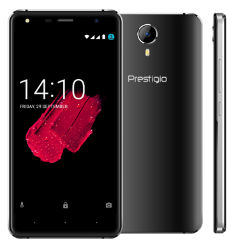 14:10
FRIDAY, 29 SEPTEMBER
Prestigio